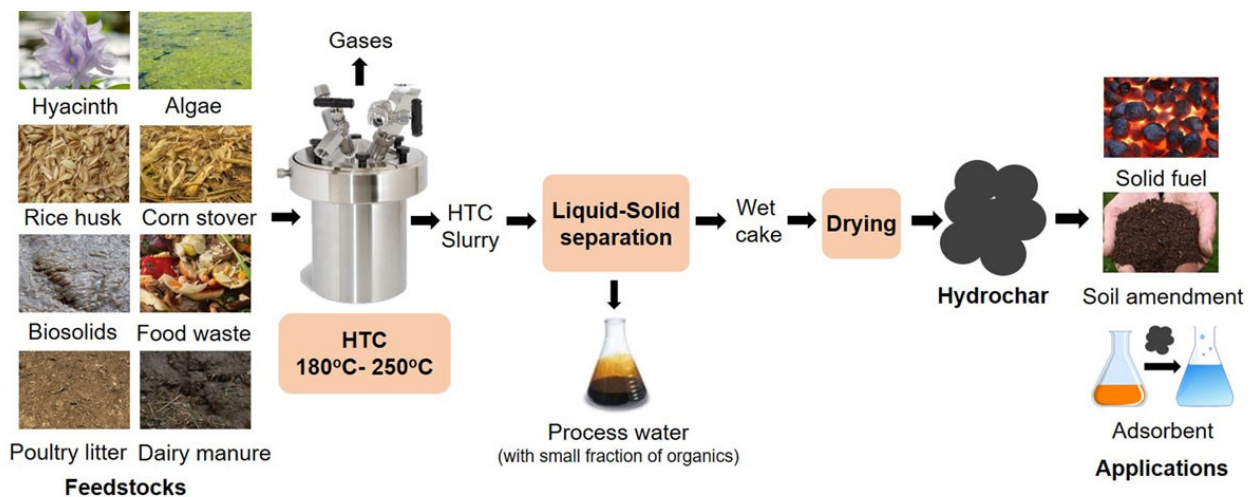 Gases
Hyacinth
Algae
Rice husk
Corn stover
Biosolids
Food waste
Poultry litter
Dairy manure
Feedstocks
HTC
180°C- 250°C
HTC
Slurry
Liquid-Solid
separation
Process water
(with small fraction of organics)
Wet
cake
Drying
Hydrochar
Solid fuel
Soil amendment
Adsorbent
Applications